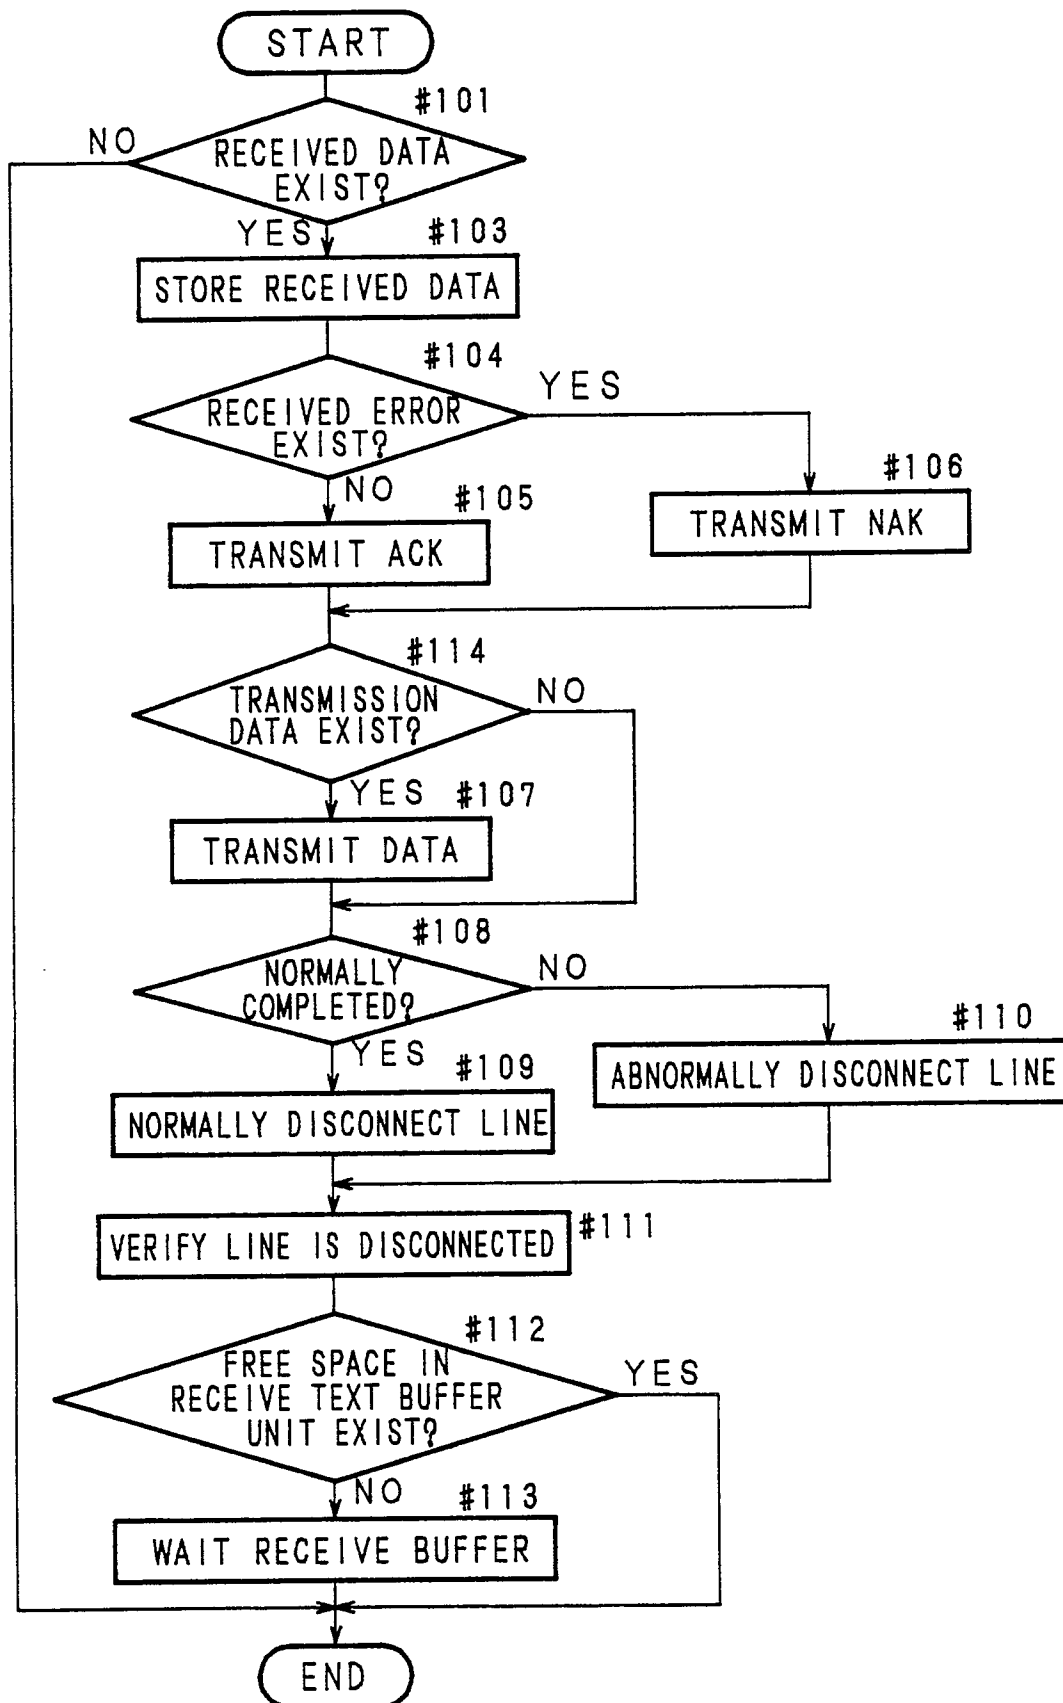 START
#101
NO
RECEIVED DATA
EXIST?
YES
#103
STORE RECEIVED DATA
#104
YES
RECEIVED ERROR
EXIST?
#106
NO
#105
TRANSMIT NAK
TRANSMIT ACK
#114
NO
TRANSMISSION
DATA EXIST?
YES
#107
TRANSMIT DATA
#108
NO
NORMALLY
COMPLETED?
#110
YES
#109
ABNORMALLY DISCONNECT LINE
NORMALLY DISCONNECT LINE
#111
VERIFY LINE IS DISCONNECTED
#112
FREE SPACE IN
YES
RECEIVE TEXT BUFFER
UNIT EXIST?
NO
#113
WAIT RECEIVE BUFFER
END